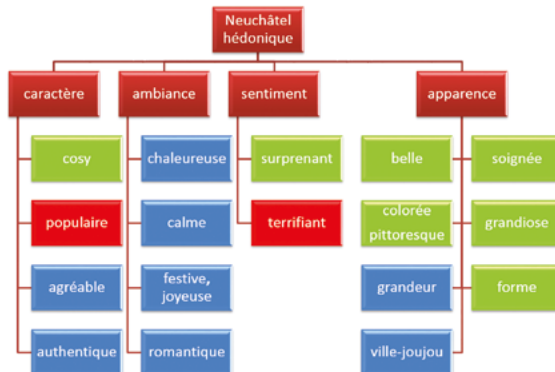 Neuchâtel
hédonique
caractère
ambiance
sentiment
apparence
cosy
chaleureuse
surprenant
belle
soignée
populaire
calme
terrifiant
colorée
pittoresque
grandiose
agréable
festive,
joyeuse
grandeur
forme
authentique
romantique
ville-joujou